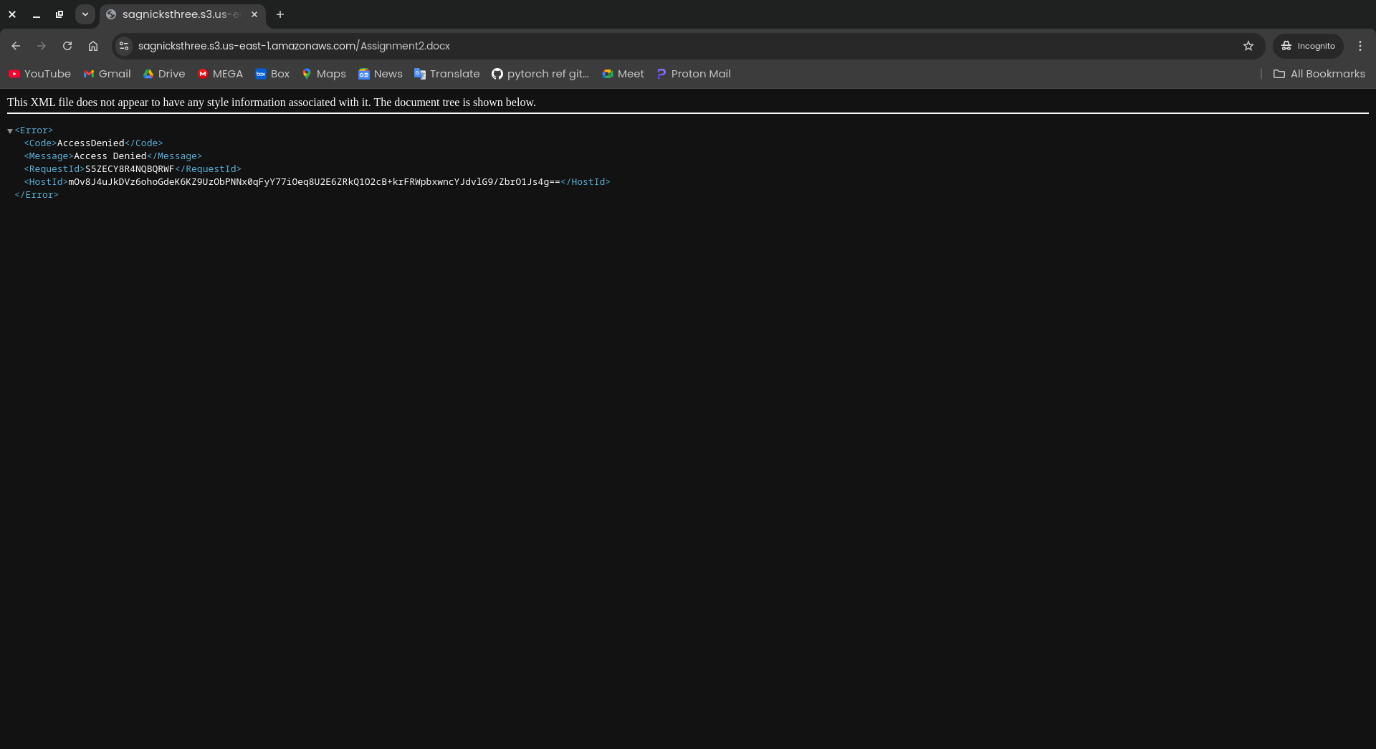 sagnicksthree.s3.us-e
sagnicksthree.s3.us-east-1.amazonaws.com/Assignment2.docx
Incognito
YouTube Gmail Drive MEGA Box Maps News Translate pytorch ref git... Meet Proton Mail All Bookmarks
This XML file does not appear to have any style information associated with it. The document tree is shown below.
<Error>
<Code>AccessDenied</Code>
<Message>Access Denied</Message>
<RequestId>S5ZECY8R4NQBQRWF</RequestId>
<HostId>mOv8J4uJkDVz6ohoGdeK6KZ9UzObPNNx0qFyY77iOeq8U2E6ZRkQ1O2cB+krFRWpbxwncYJdvlG9/ZbrO1Js4g==</HostId>
</Error>